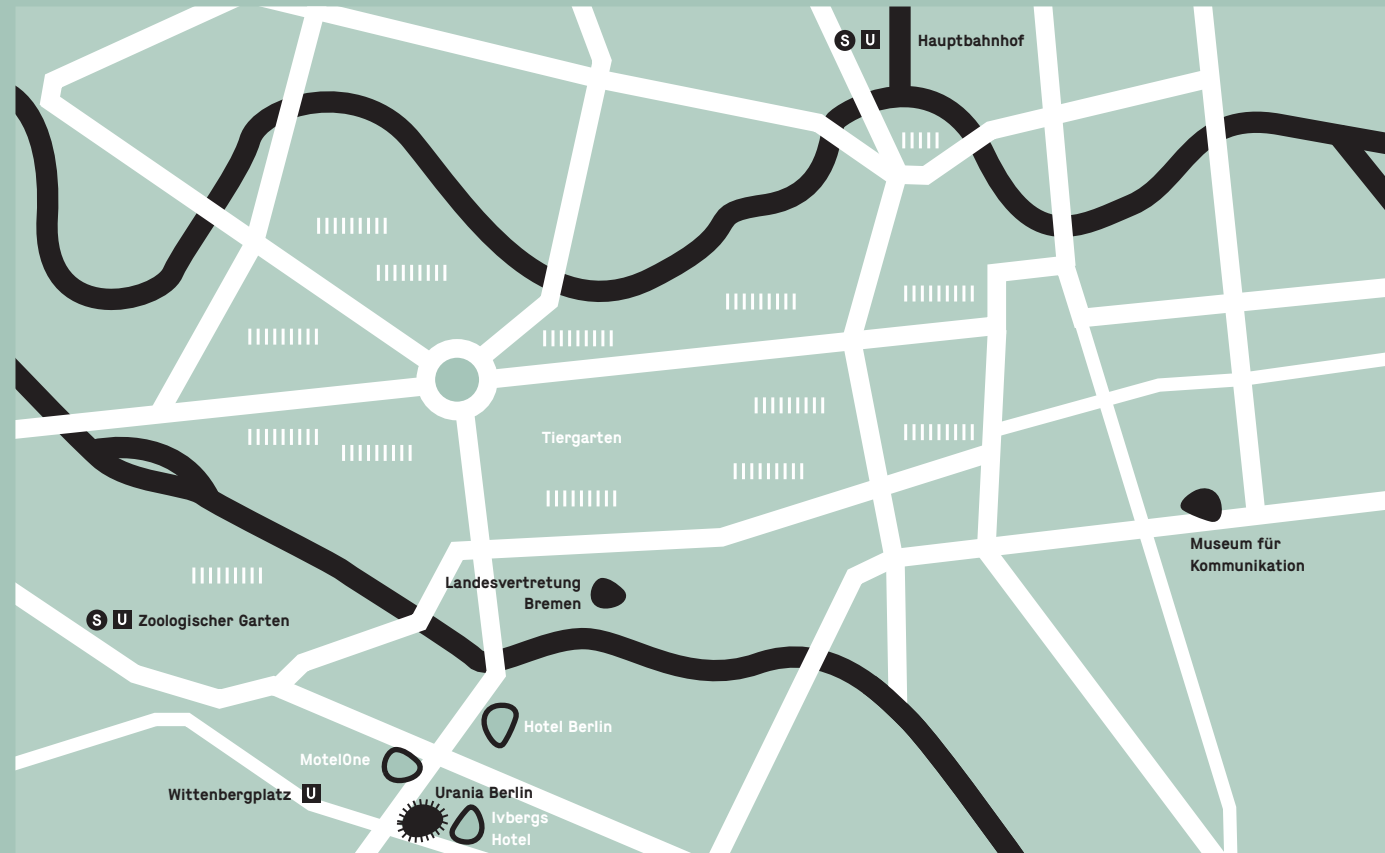 S U Hauptbahnhof
Tiergarten
Museum für
Kommunikation
Landesvertretung
Bremen
S U Zoologischer Garten
Hotel Berlin
MotelOne
Wittenbergplatz U
Urania Berlin
Ivbergs
Hotel